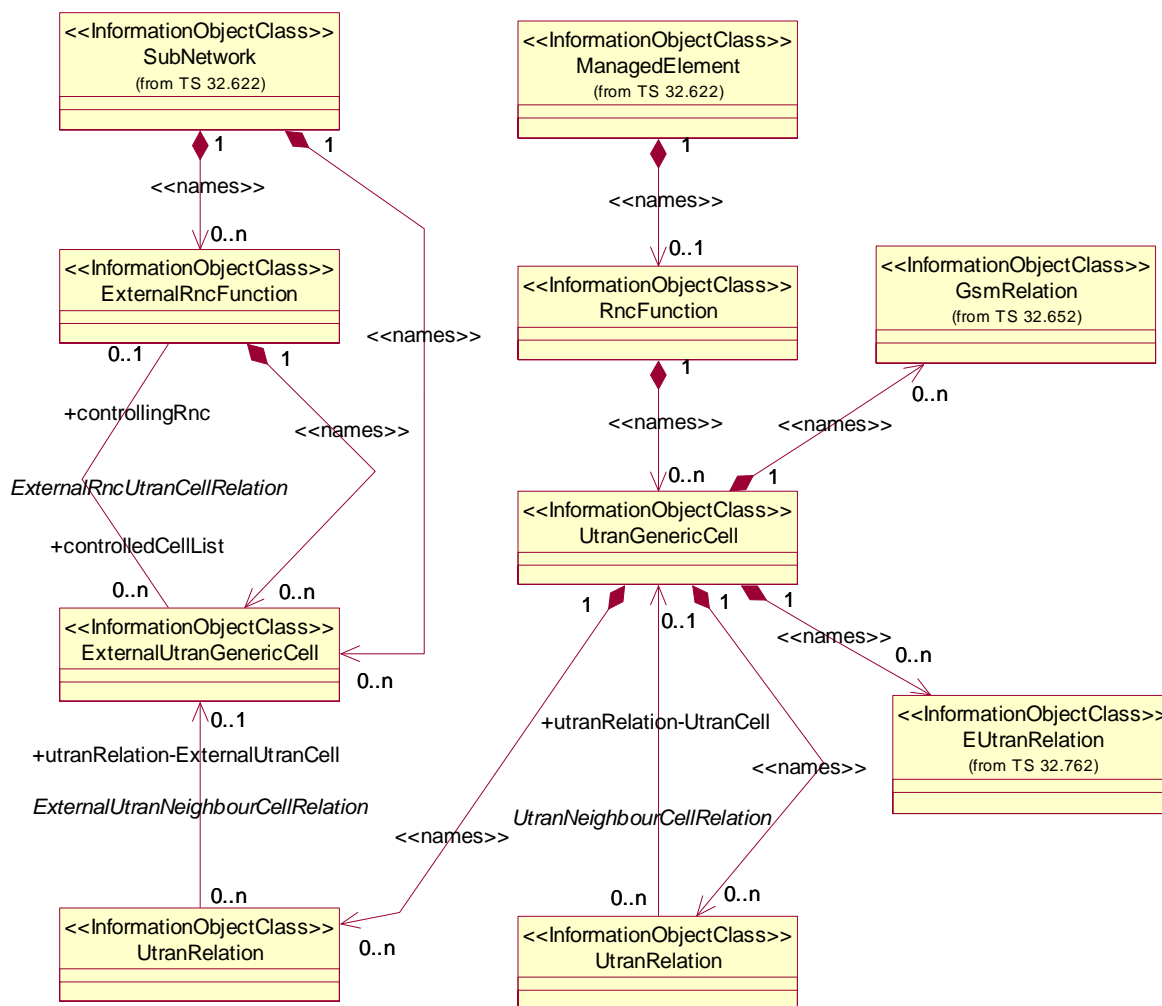 <<InformationObjectClass>>
SubNetwork
(from TS 32.622)
<<InformationObjectClass>>
ManagedElement
(from TS 32.622)
1
1
1
<<names>>
<<names>>
0..n
0..1
<<InformationObjectClass>>
ExternalRncFunction
<<InformationObjectClass>>
RncFunction
<<InformationObjectClass>>
GsmRelation
(from TS 32.652)
<<names>>
0..1
1
1
0..n
+controllingRnc
<<names>>
<<names>>
<<names>>
ExternalRncUtranCellRelation
0..n
1
<<InformationObjectClass>>
UtranGenericCell
+controlledCellList
0..n
0..n
1
0..1
1
1
<<InformationObjectClass>>
ExternalUtranGenericCell
0..n
<<names>>
0..n
0..1
+utranRelation-ExternalUtranCell
+utranRelation-UtranCell
<<InformationObjectClass>>
EUtranRelation
(from TS 32.762)
<<names>>
ExternalUtranNeighbourCellRelation
UtranNeighbourCellRelation
<<names>>
0..n
0..n
0..n
0..n
<<InformationObjectClass>>
UtranRelation
<<InformationObjectClass>>
UtranRelation